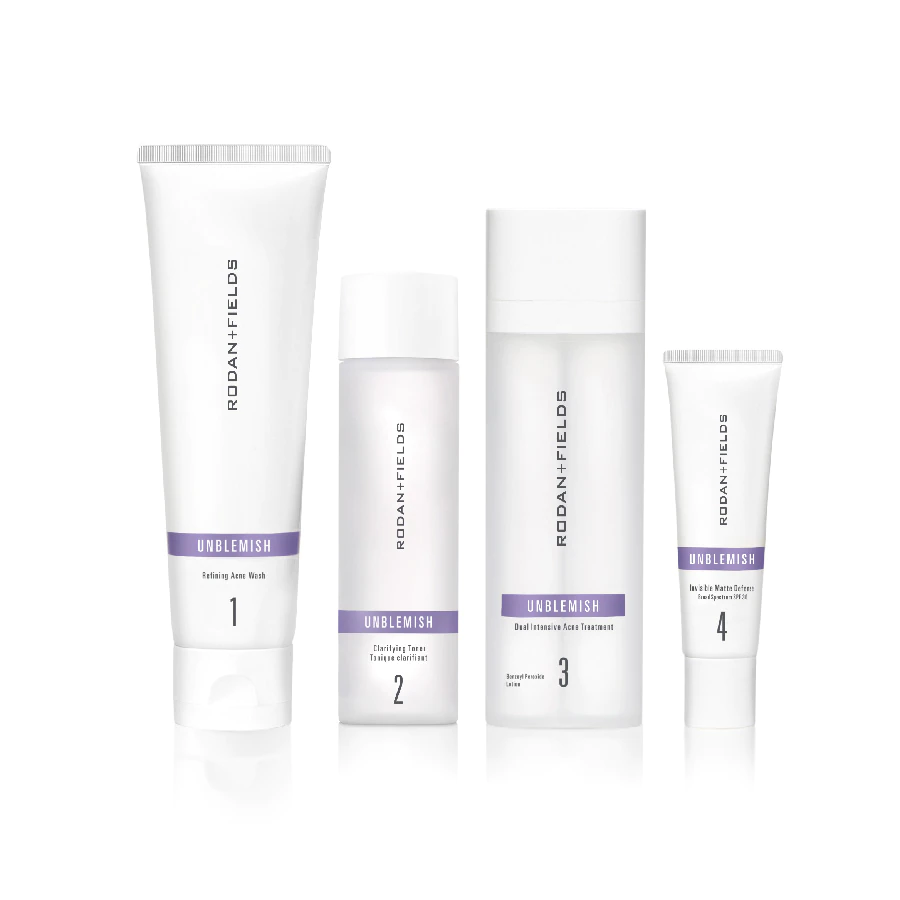 RODAN+FIELDS
UNBLEMISH
Refining Acne Wash
1
RODAN+FIELDS
UNBLEMISH
Clarifying Toner
Tonique clarifiant
2
RODAN+FIELDS
UNBLEMISH
Dual Intensive Acne Treatment
Benzoyl Peroxide
Lotion
3
RODAN+FIELDS
UNBLEMISH
Invisible Matte Defense
Broad Spectrum SPF 30
4